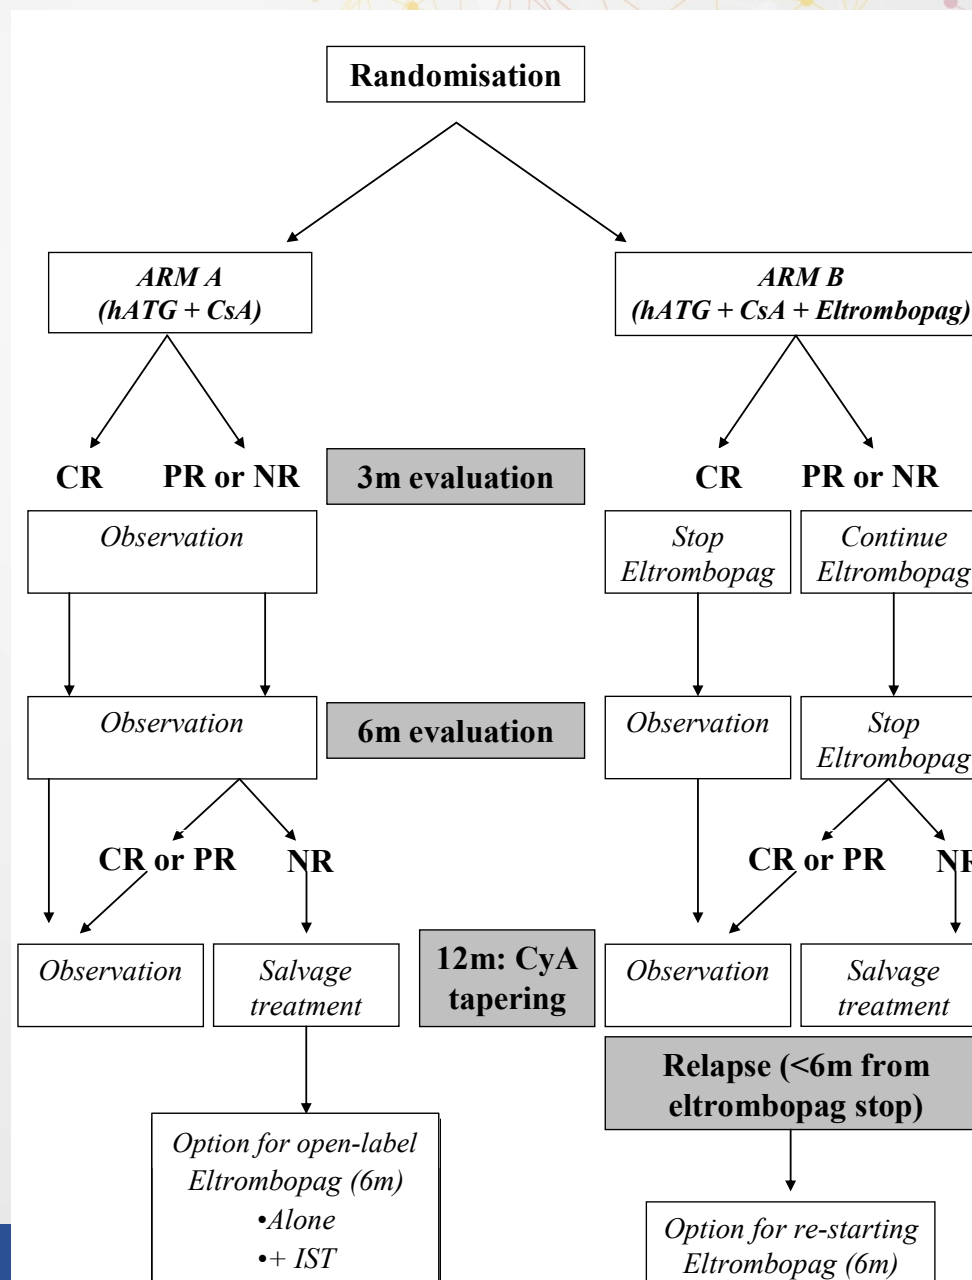 Randomisation
ARM A
(hATG + CsA)
ARM B
(hATG + CsA + Eltrombopag)
CR
PR or NR
3m evaluation
CR
PR or NR
Observation
Stop
Eltrombopag
Continue
Eltrombopag
Observation
6m evaluation
Observation
Stop
Eltrombopag
CR or PR
NR
CR or PR
NR
Observation
Salvage
treatment
12m: CyA
tapering
Observation
Salvage
treatment
Relapse (<6m from
eltrombopag stop)
Option for open-label
Eltrombopag (6m)
•Alone
•+ IST
Option for re-starting
Eltrombopag (6m)